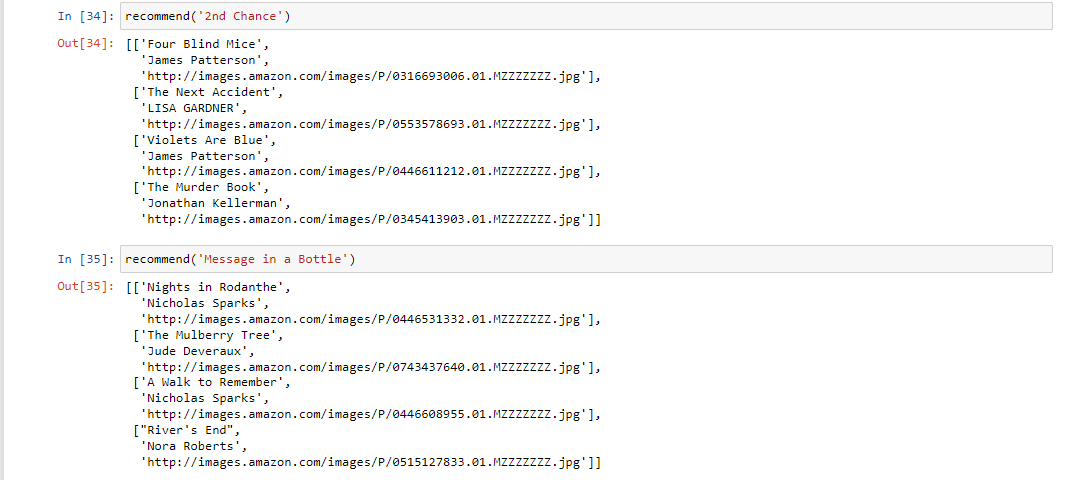 In [34]: recommend('2nd Chance')
Out[34]: [['Four Blind Mice',
'James Patterson',
'http://images.amazon.com/images/P/0316693006.01.MZZZZZZZ.jpg'],
['The Next Accident',
'LISA GARDNER',
'http://images.amazon.com/images/P/0553578693.01.MZZZZZZZ.jpg'],
['Violets Are Blue',
'James Patterson',
'http://images.amazon.com/images/P/0446611212.01.MZZZZZZZ.jpg'],
['The Murder Book',
'Jonathan Kellerman',
'http://images.amazon.com/images/P/0345413903.01.MZZZZZZZ.jpg']]
In [35]: recommend('Message in a Bottle')
Out[35]: [['Nights in Rodanthe',
'Nicholas Sparks',
'http://images.amazon.com/images/P/0446531332.01.MZZZZZZZ.jpg'],
['The Mulberry Tree',
'Jude Deveraux',
'http://images.amazon.com/images/P/0743437640.01.MZZZZZZZ.jpg'],
['A Walk to Remember',
'Nicholas Sparks',
'http://images.amazon.com/images/P/0446608955.01.MZZZZZZZ.jpg'],
["River's End",
'Nora Roberts',
'http://images.amazon.com/images/P/0515127833.01.MZZZZZZZ.jpg']]